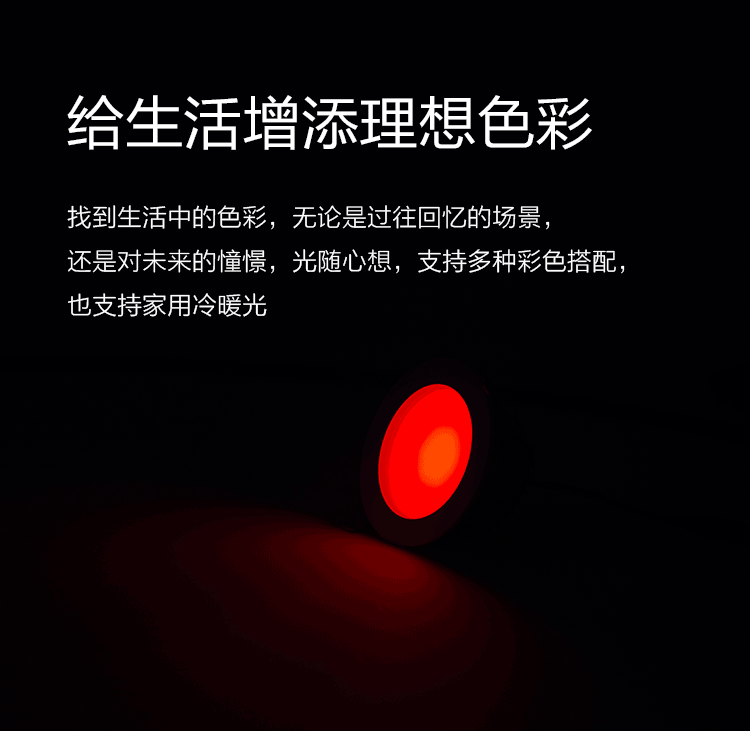 给生活增添理想色彩
找到生活中的色彩，无论是过往回忆的场景，
还是对未来的憧憬，光随心想，支持多种彩色搭配，
也支持家用冷暖光